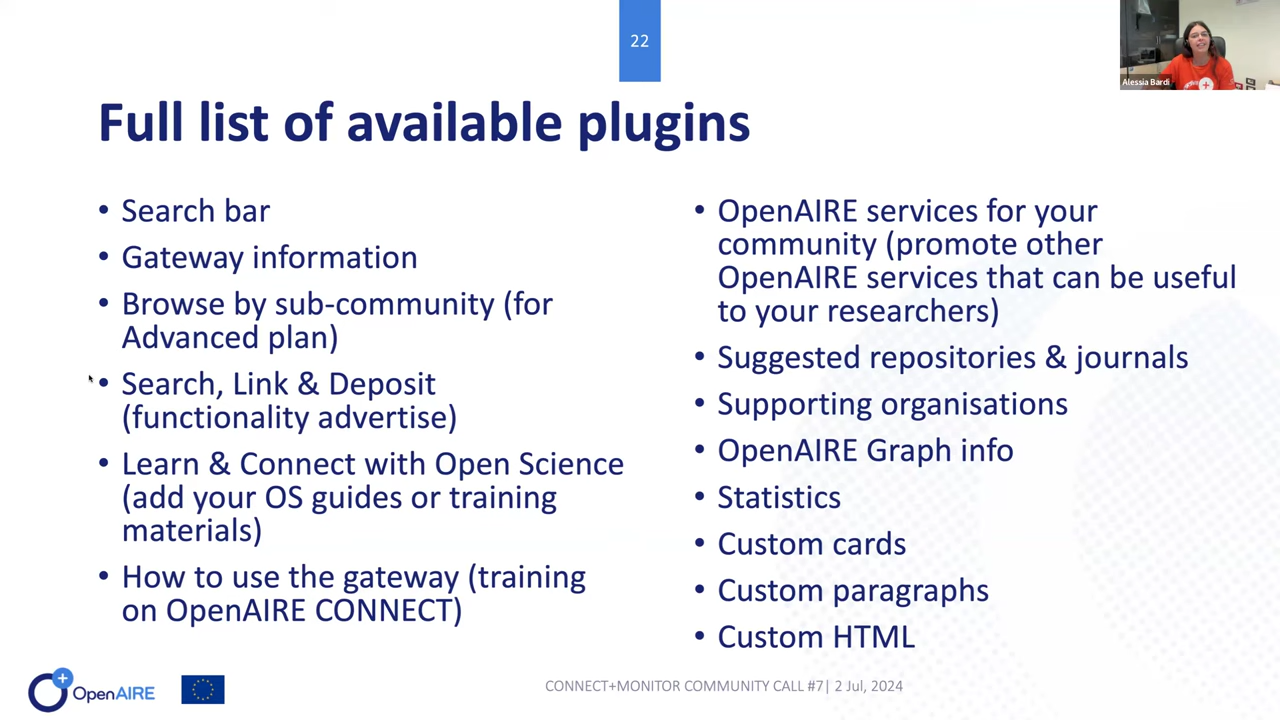 22
Alessia Bardi
Full list of available plugins
• Search bar
• Gateway information
• Browse by sub-community (for
Advanced plan)
• Search, Link & Deposit
(functionality advertise)
• Learn & Connect with Open Science
(add your OS guides or training
materials)
• How to use the gateway (training
on OpenAIRE CONNECT)
• OpenAIRE services for your
community (promote other
OpenAIRE services that can be useful
to your researchers)
• Suggested repositories & journals
• Supporting organisations
• OpenAIRE Graph info
• Statistics
• Custom cards
• Custom paragraphs
• Custom HTML
OpenAIRE
CONNECT+MONITOR COMMUNITY CALL #7| 2 Jul, 2024